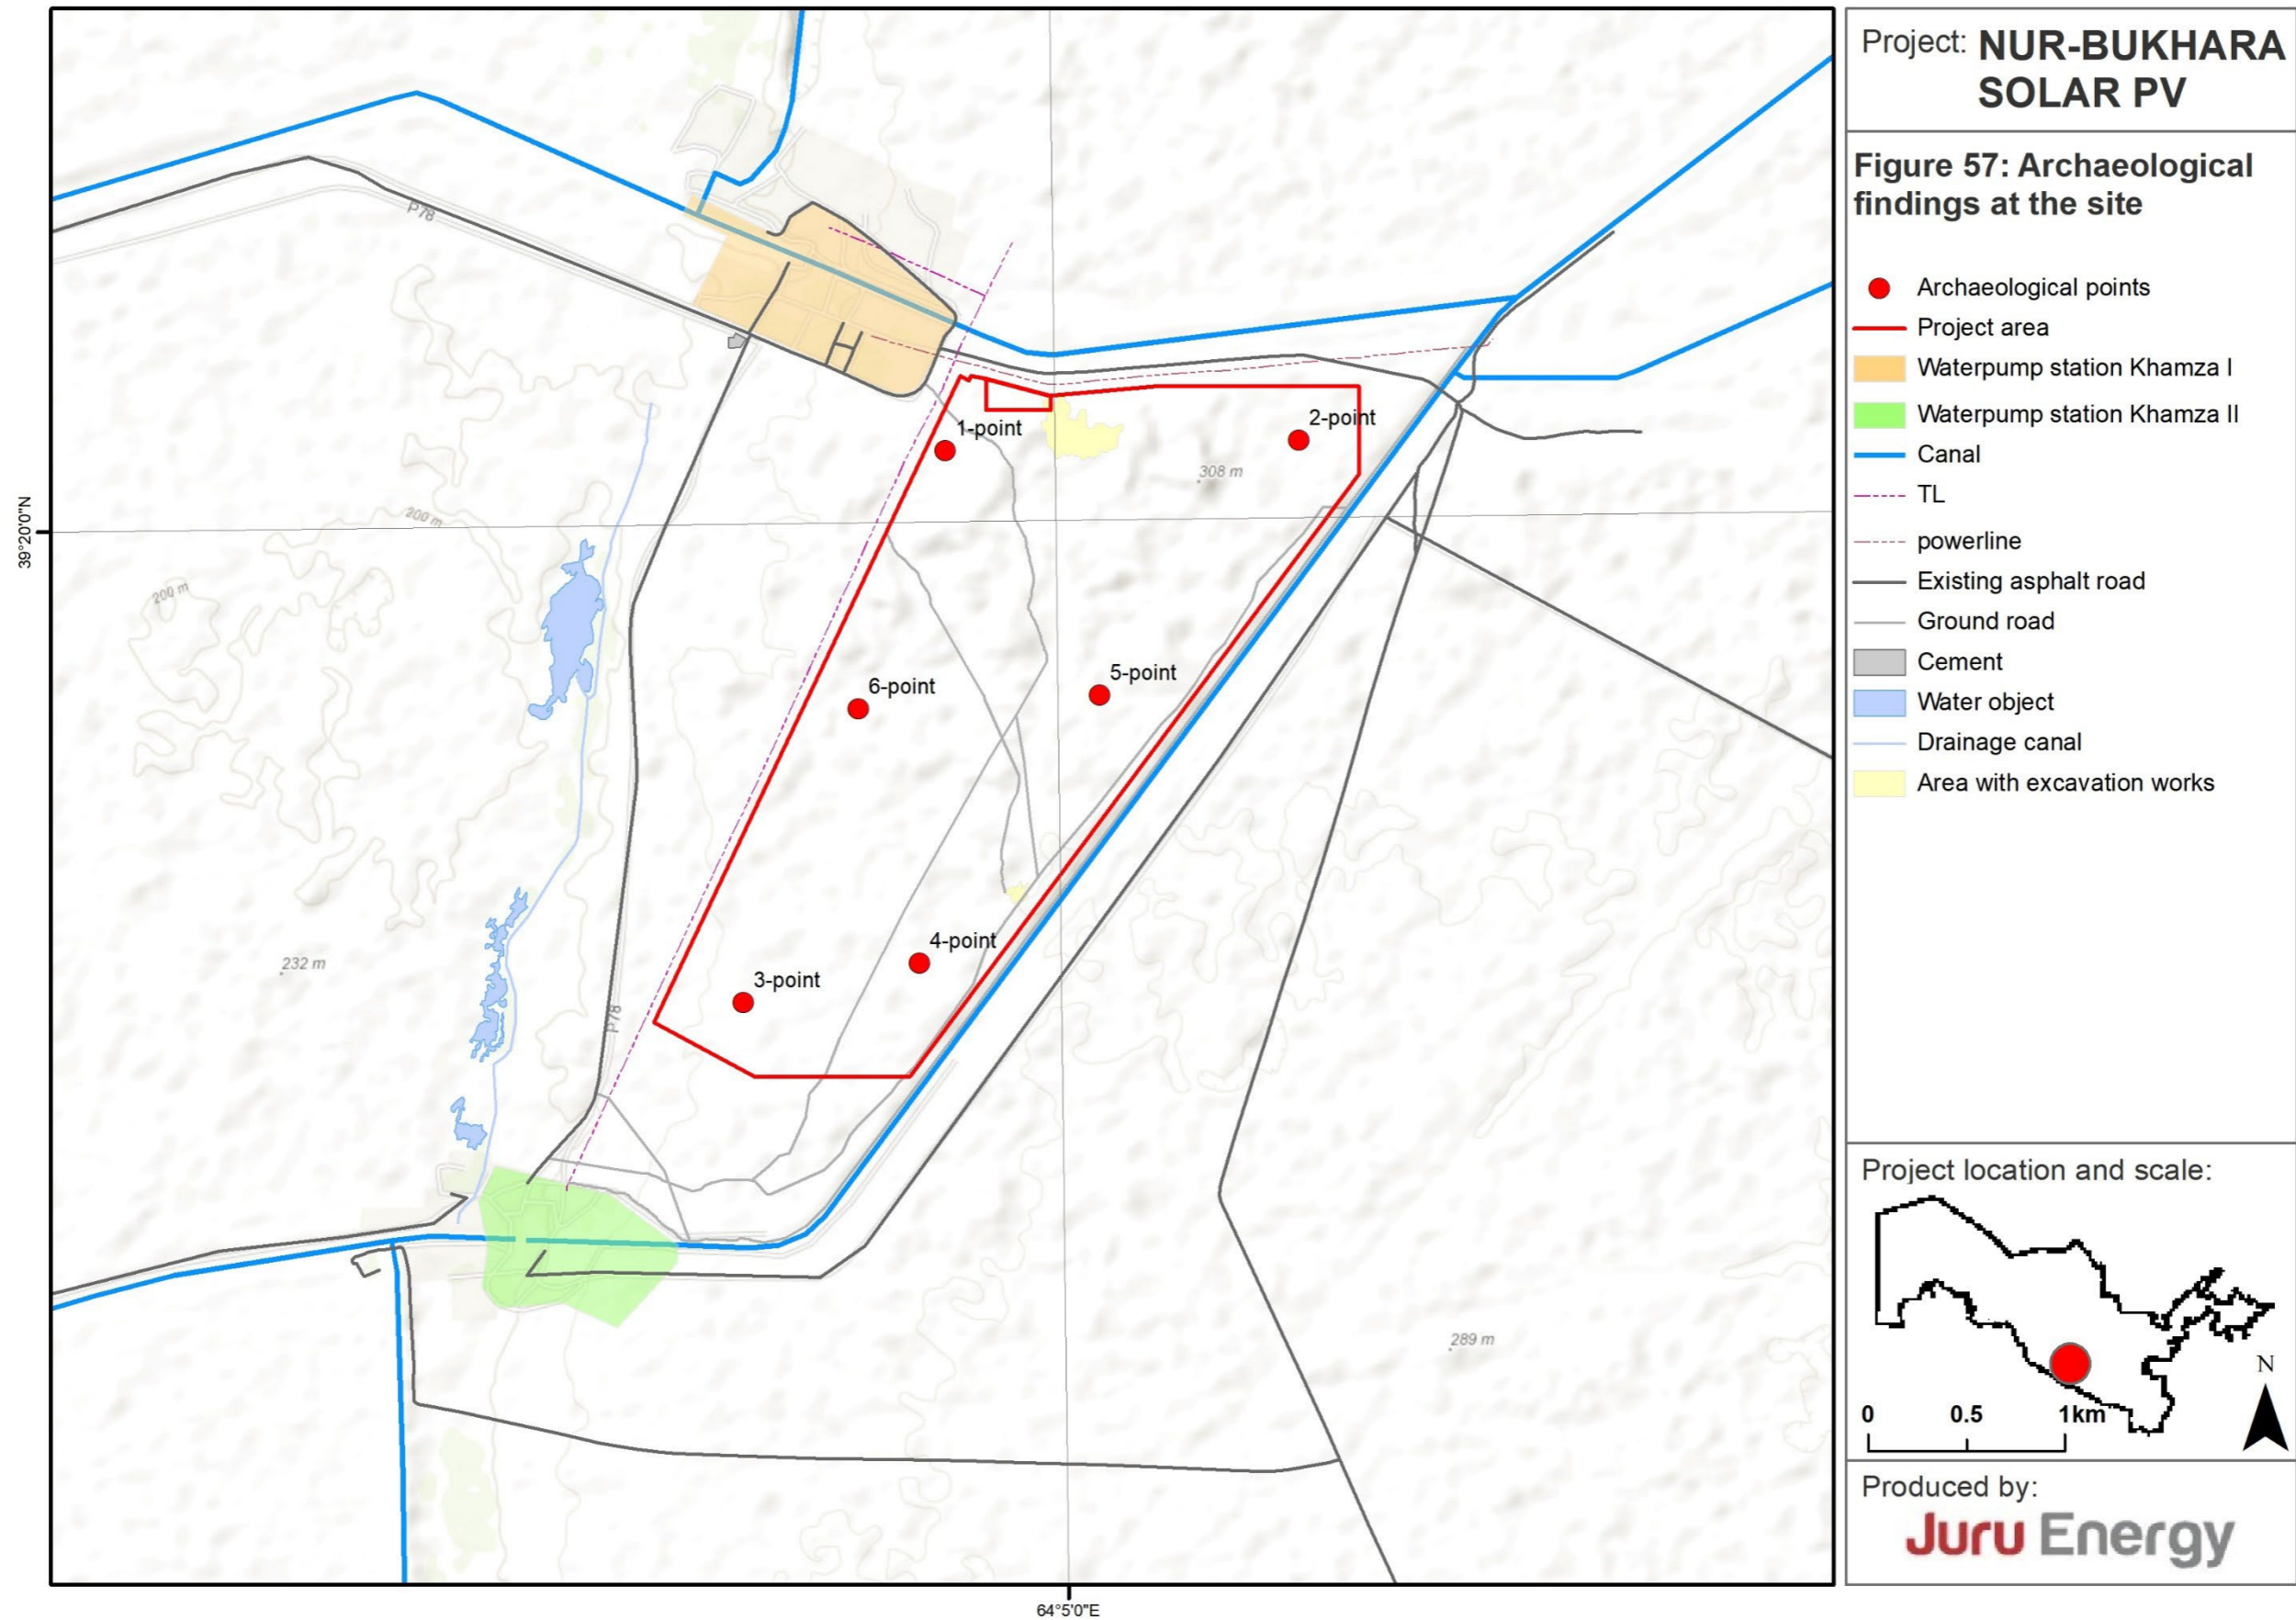 Project: NUR-BUKHARA
SOLAR PV
Figure 57: Archaeological
findings at the site
Archaeological points
Project area
Waterpump station Khamza I
Waterpump station Khamza II
Canal
TL
powerline
Existing asphalt road
Ground road
Cement
Water object
Drainage canal
Area with excavation works
Project location and scale:
N
0 0.5 1km
Produced by:
Juru Energy
P78
1-point
2-point
308 m
200 m
200 m
39°20'0"N
5-point
6-point
4-point
3-point
232 m
P78
289 m
64°5'0"E